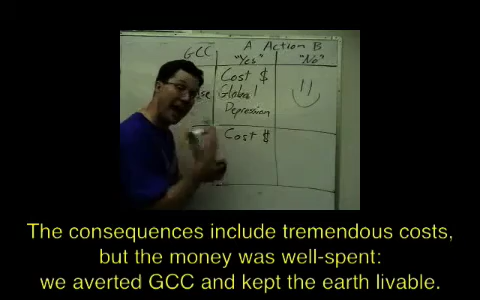 GCC
A Action B
"Yes" "No"
Cost $
Global
Depression
Cost $
The consequences include tremendous costs,
but the money was well-spent:
we averted GCC and kept the earth livable.